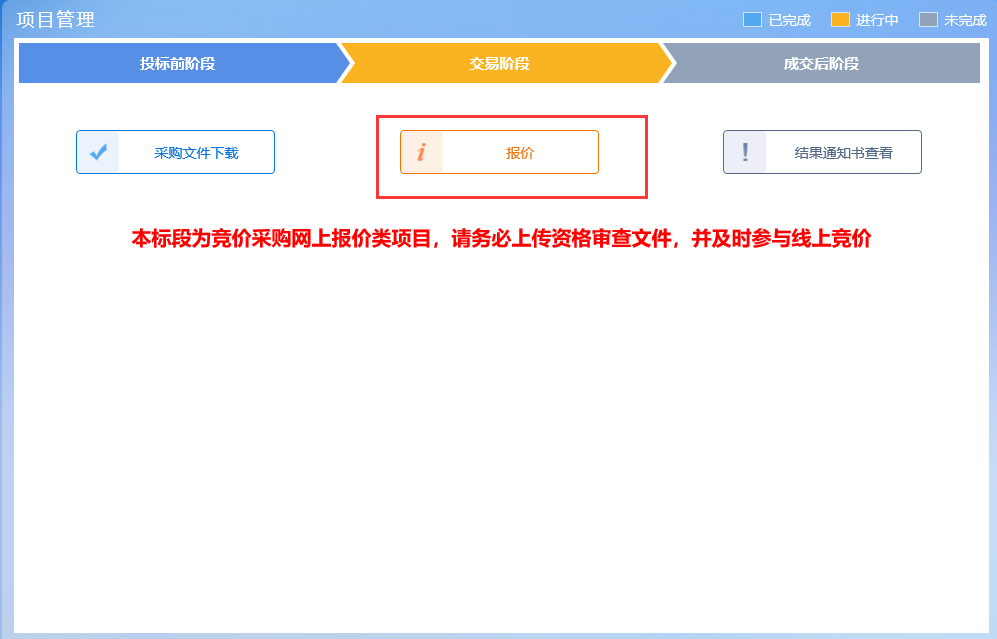 项目管理
已完成 进行中 未完成
投标前阶段 交易阶段 成交后阶段
采购文件下载 报价 结果通知书查看
本标段为竞价采购网上报价类项目，请务必上传资格审查文件，并及时参与线上竞价